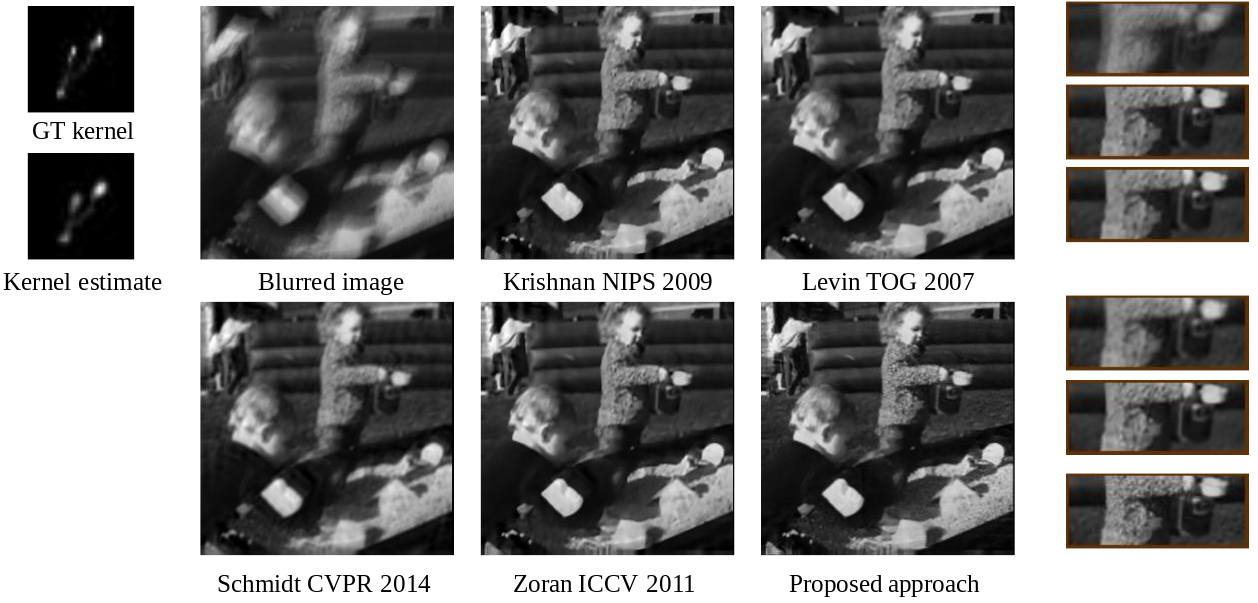 GT kernel
Kernel estimate
Blurred image
Krishnan NIPS 2009
Levin TOG 2007
Schmidt CVPR 2014
Zoran ICCV 2011
Proposed approach